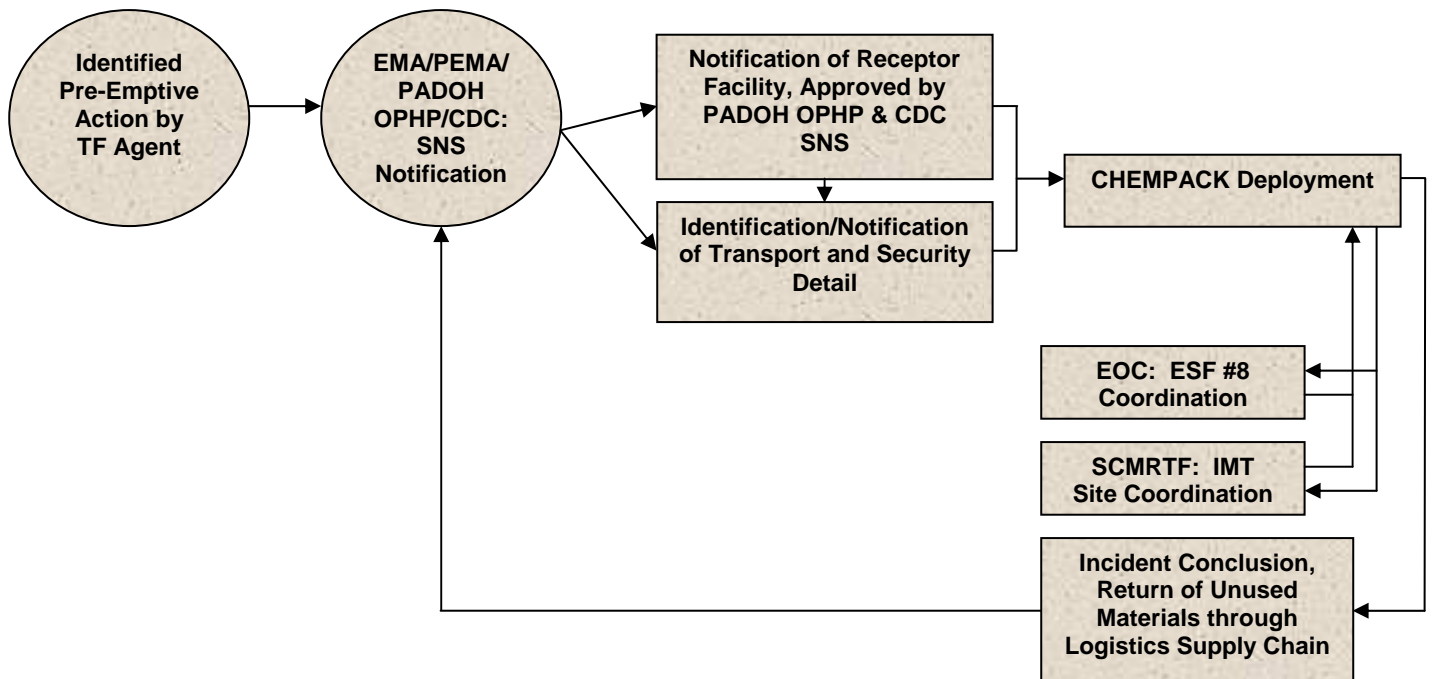 Identified
Pre-Emptive
Action by
TF Agent
EMA/PEMA/
PADOH
OPHP/CDC:
SNS
Notification
Notification of Receptor
Facility, Approved by
PADOH OPHP & CDC
SNS
Identification/Notification
of Transport and Security
Detail
CHEMPACK Deployment
EOC:  ESF #8
Coordination
SCMRTF:  IMT
Site Coordination
Incident Conclusion,
Return of Unused
Materials through
Logistics Supply Chain